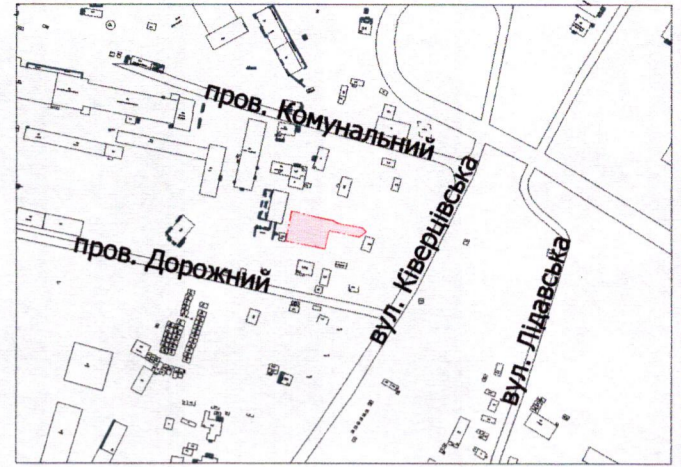 пров. Комунальний
пров. Дорожний
вул. Ківерцівська
вул. Лідавська